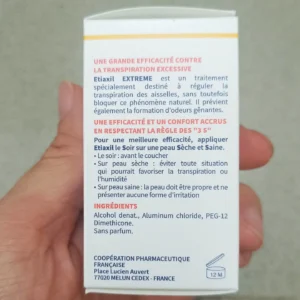 UNE GRANDE EFFICACITÉ CONTRE
LA TRANSPIRATION EXCESSIVE
Etiaxil EXTREME est un traitement
spécialement destiné à réguler la
transpiration des aisselles, sans toutefois
bloquer ce phénomène naturel. Il prévient
également la formation d'odeurs gênantes.
UNE EFFICACITÉ ET UN CONFORT ACCRUS
EN RESPECTANT LA RÈGLE DES "3 S"
Pour une meilleure efficacité, appliquer
Etiaxil le Soir sur une peau Sèche et Saine.
• Le soir : avant le coucher
• Sur peau sèche : éviter toute situation
qui pourrait favoriser la transpiration ou
l'humidité
• Sur peau saine : la peau doit être propre et ne
présenter aucune forme d'irritation
INGRÉDIENTS
Alcohol denat., Aluminum chloride, PEG-12
Dimethicone.
Sans parfum.
COOPÉRATION PHARMACEUTIQUE
FRANÇAISE
Place Lucien Auvert
77020 MELUN CEDEX - FRANCE
12 M